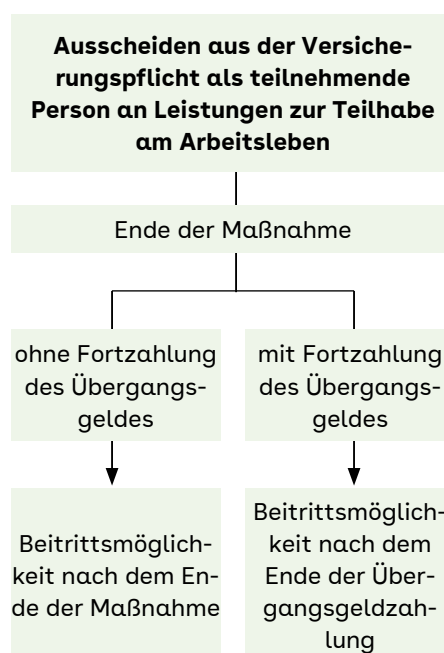 Ausscheiden aus der Versiche-
rungspflicht als teilnehmende
Person an Leistungen zur Teilhabe
am Arbeitsleben
Ende der Maßnahme
ohne Fortzahlung
des Übergangs-
geldes
mit Fortzahlung
des Übergangs-
geldes
Beitrittsmöglich-
keit nach dem En-
de der Maßnahme
Beitrittsmöglich-
keit nach dem
Ende der Über-
gangsgeldzah-
lung